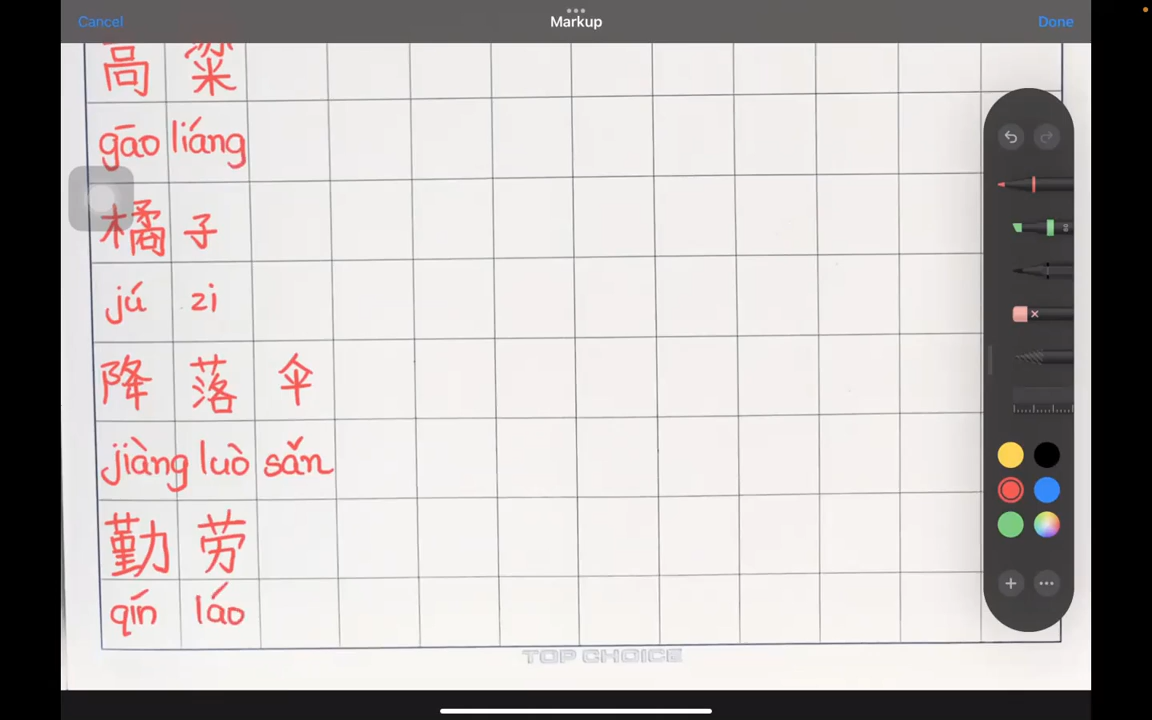 Cancel Markup Done
高 粱
gāo liáng
橘 子
jú zi
降 落 伞
jiàng luò sǎn
勤 劳
qín láo
TOP CHOICE